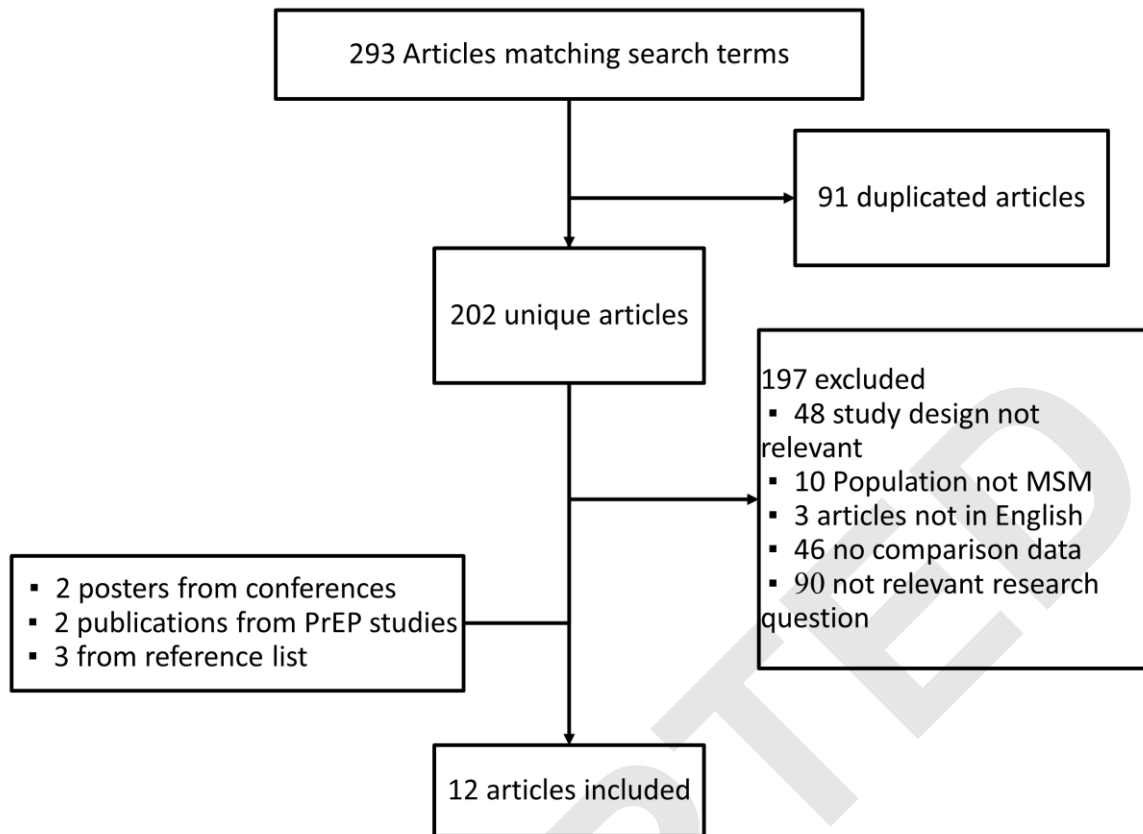 293 Articles matching search terms
91 duplicated articles
202 unique articles
197 excluded
▪ 48 study design not
relevant
▪ 10 Population not MSM
▪ 3 articles not in English
▪ 46 no comparison data
▪ 90 not relevant research
question
▪ 2 posters from conferences
▪ 2 publications from PrEP studies
▪ 3 from reference list
12 articles included
PTED